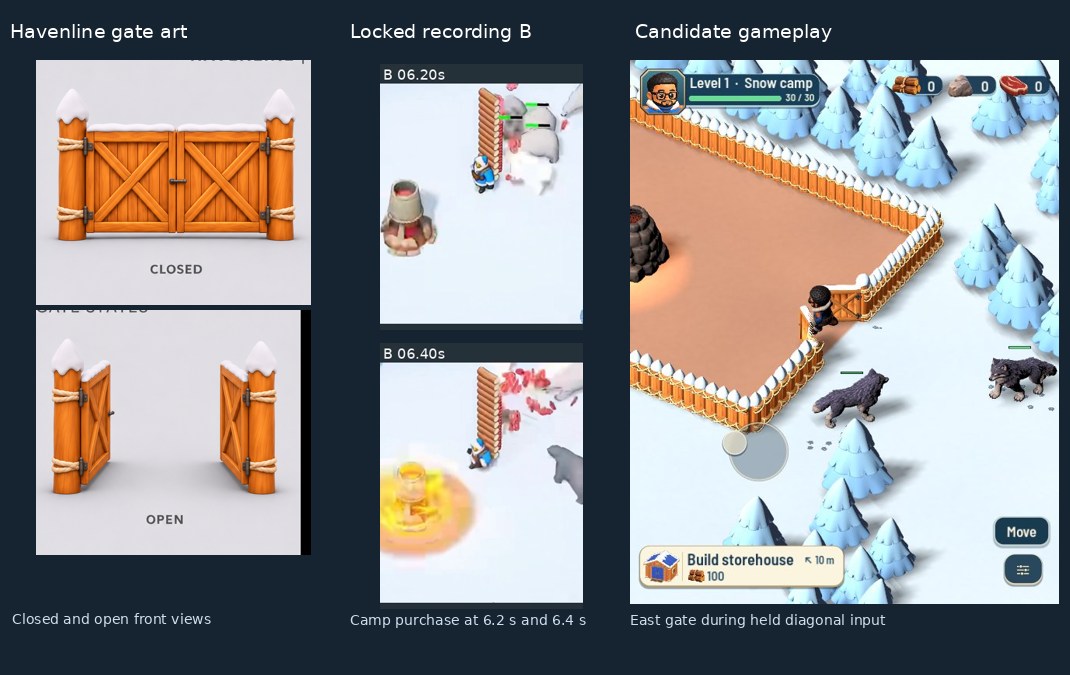 Havenline gate art
CLOSED
GATE STATES
OPEN
Closed and open front views
Locked recording B
B 06.20s
B 06.40s
Camp purchase at 6.2 s and 6.4 s
Candidate gameplay
Level 1 · Snow camp
30 / 30
0
0
0
Move
Build storehouse
10 m
100
East gate during held diagonal input